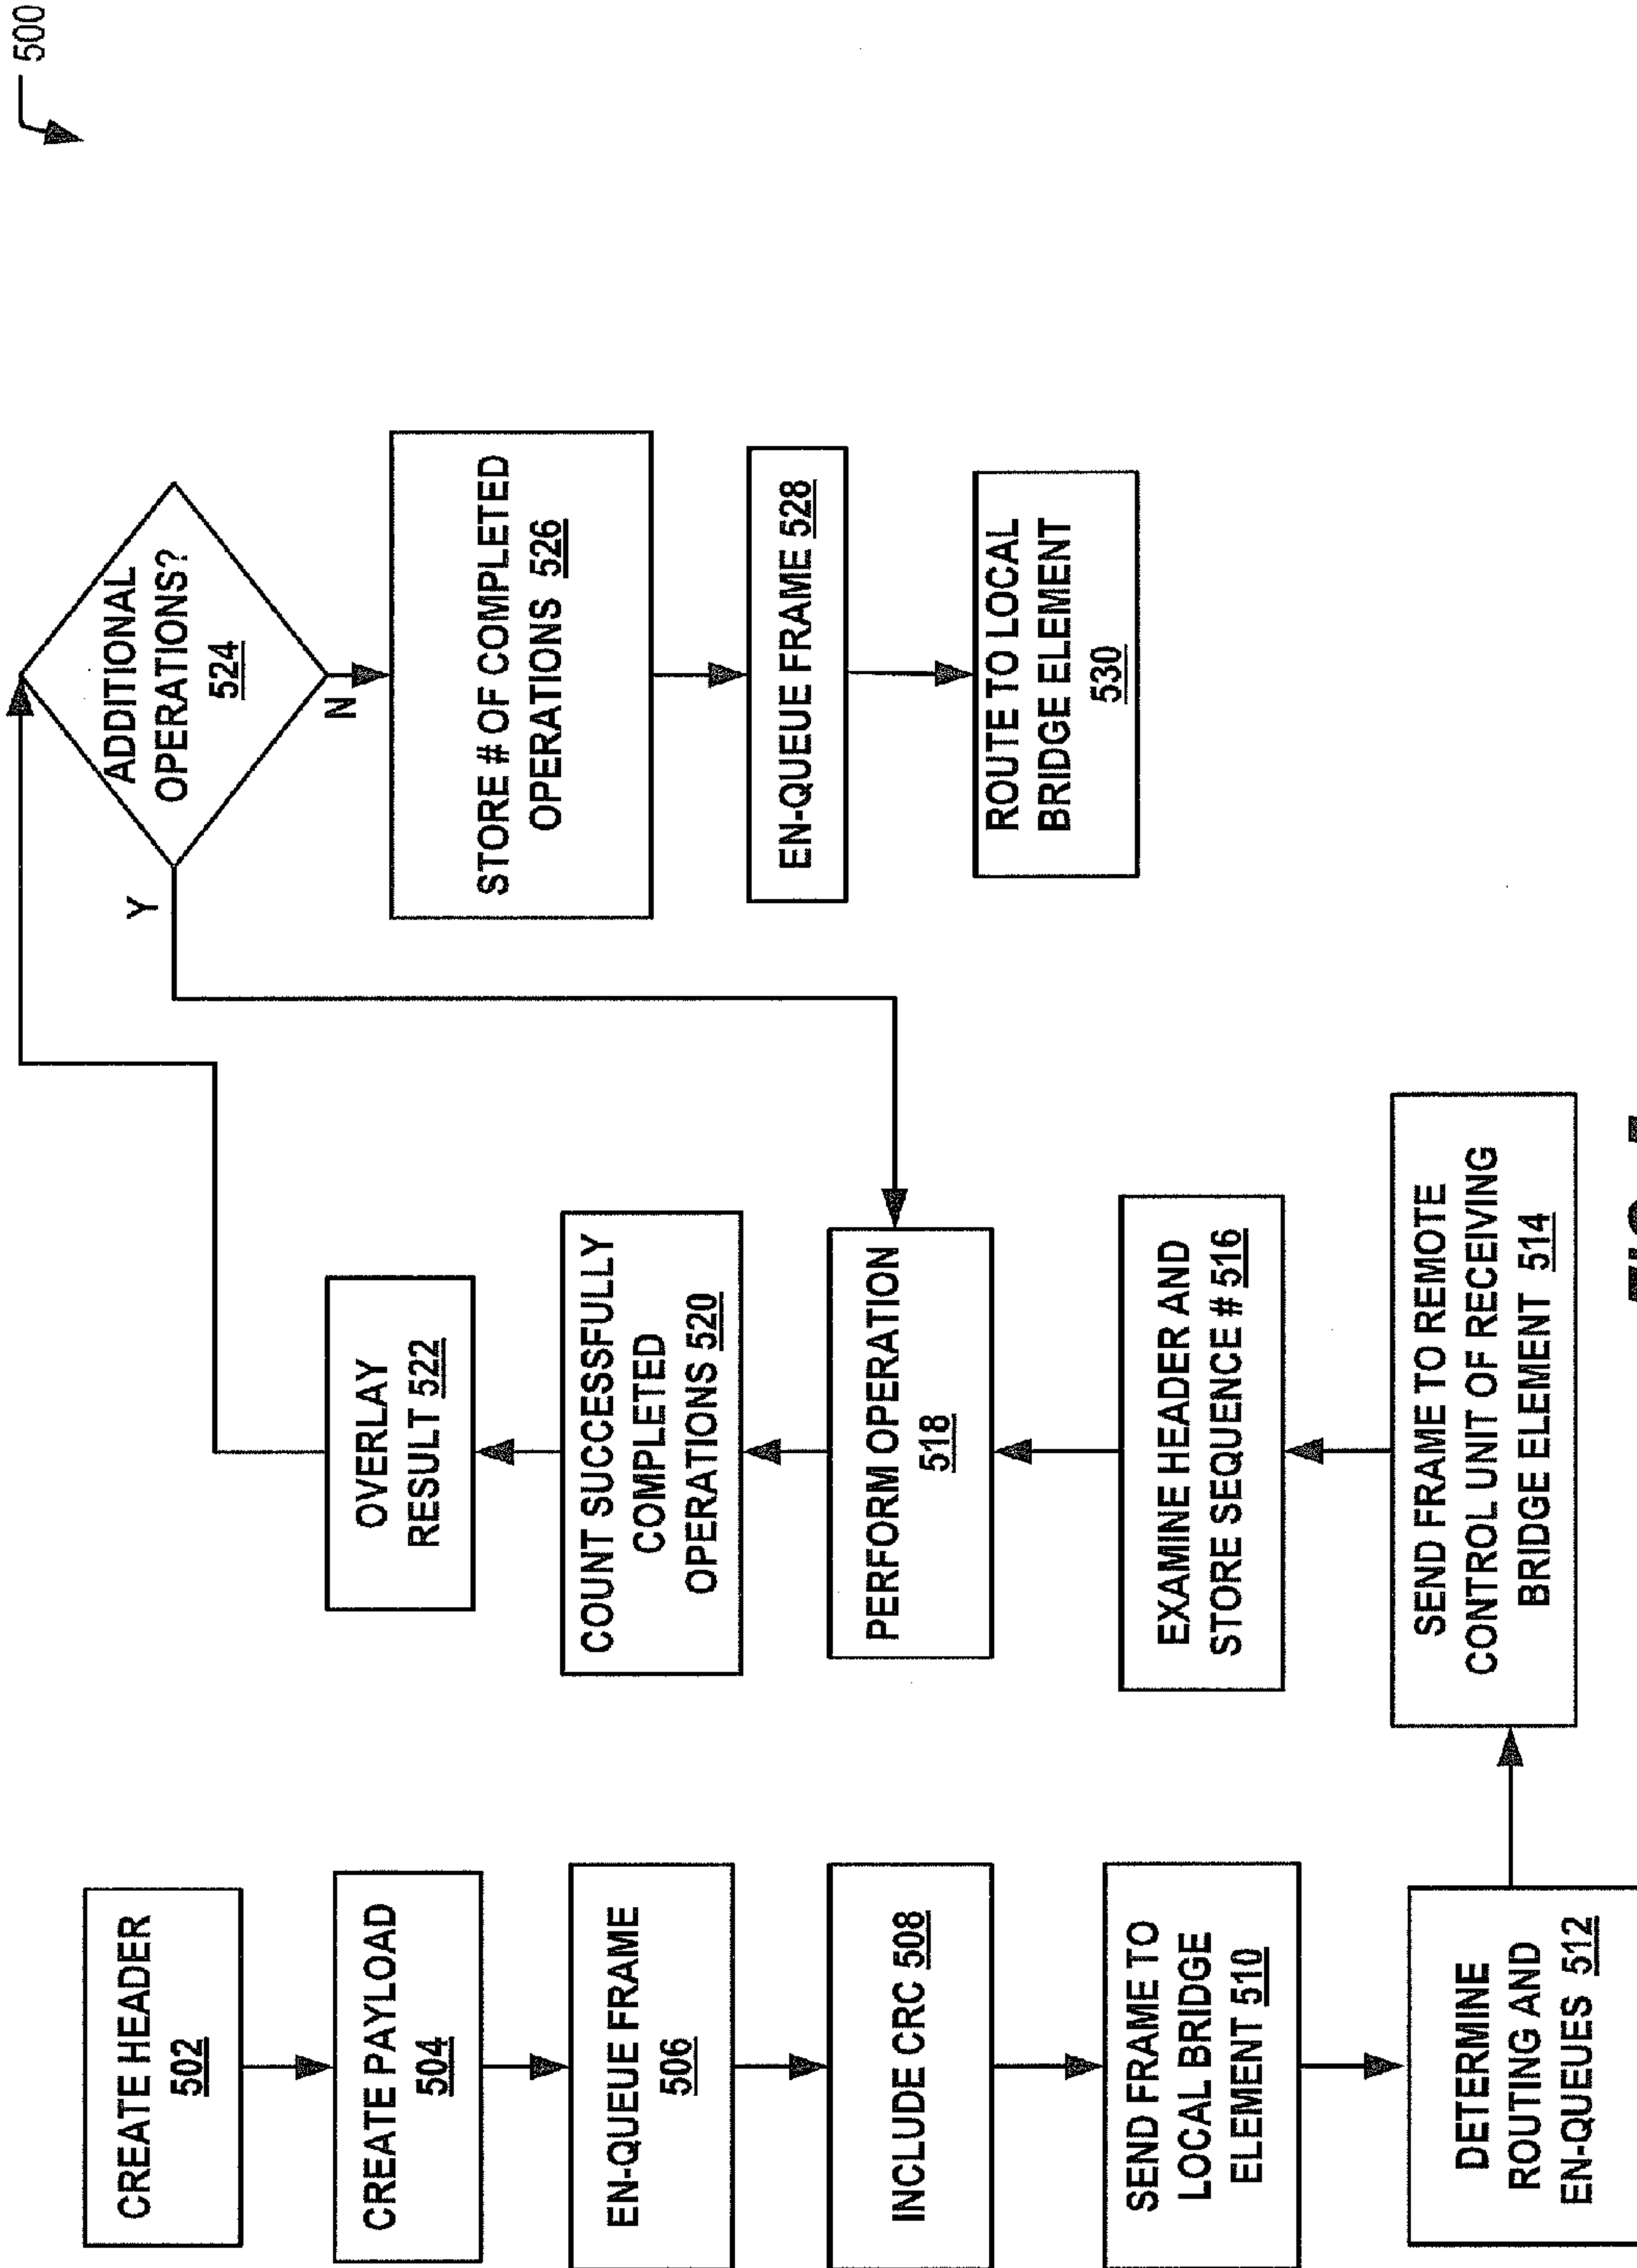 500
CREATE HEADER
502
CREATE PAYLOAD
504
EN-QUEUE FRAME
506
INCLUDE CRC 508
SEND FRAME TO
LOCAL BRIDGE
ELEMENT 510
DETERMINE
ROUTING AND
EN-QUEUES 512
SEND FRAME TO REMOTE
CONTROL UNIT OF RECEIVING
BRIDGE ELEMENT 514
EXAMINE HEADER AND
STORE SEQUENCE # 516
PERFORM OPERATION
518
COUNT SUCCESSFULLY
COMPLETED
OPERATIONS 520
OVERLAY
RESULT 522
ADDITIONAL
OPERATIONS?
524
Y
N
STORE # OF COMPLETED
OPERATIONS 526
EN-QUEUE FRAME 528
ROUTE TO LOCAL
BRIDGE ELEMENT
530